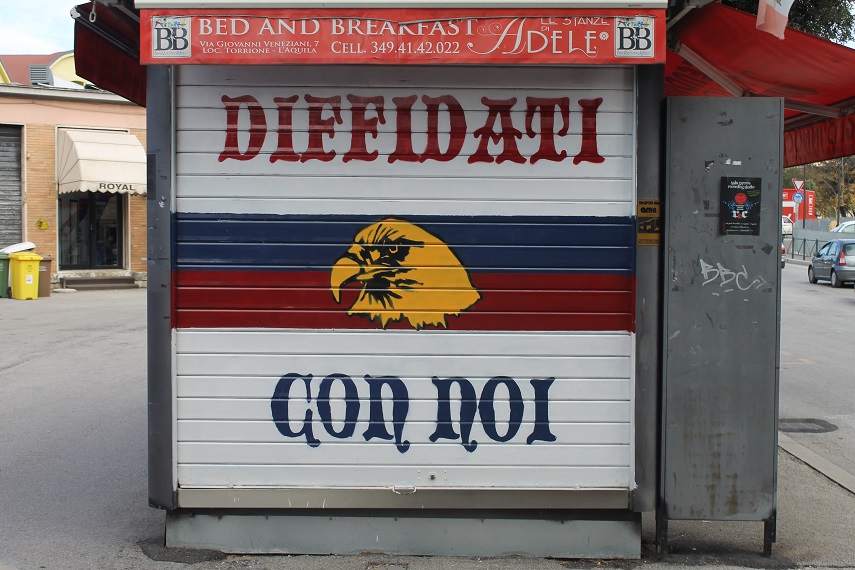 BED AND BREAKFAST
LE STANZE
DI
ADELE
VIA GIOVANNI VENEZIANI, 7
LOC. TORRIONE - L'AQUILA
CELL. 349.41.42.022
BB
BB
DIFFIDATI
CON NOI
ROYAL
BBC